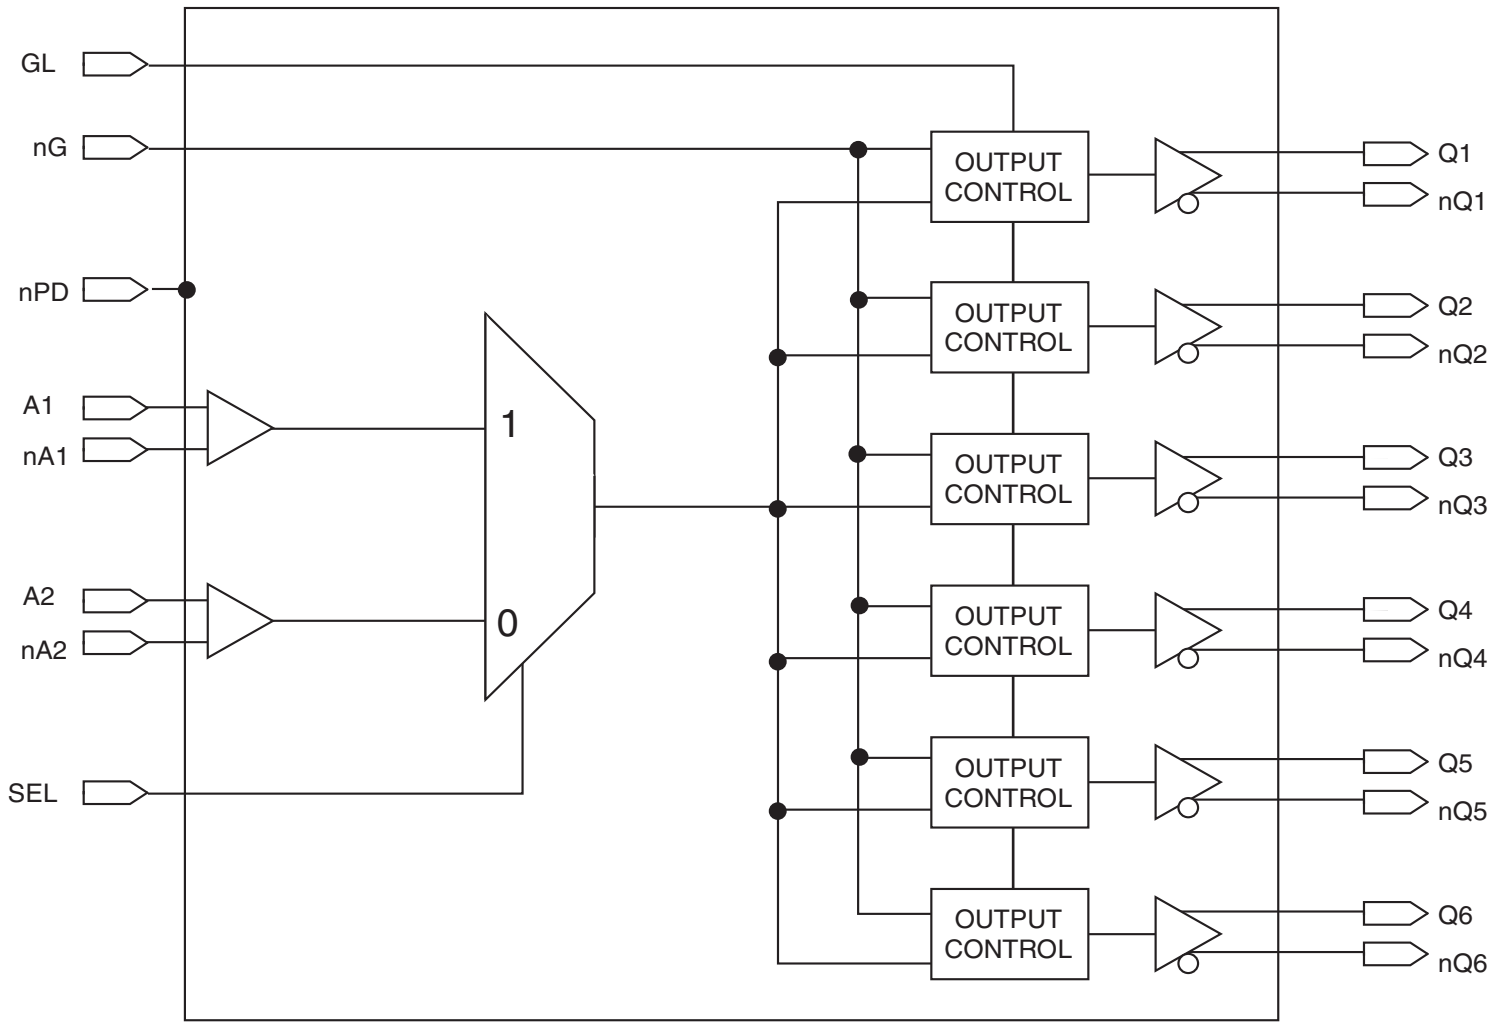 GL
nG
nPD
A1
nA1
A2
nA2
SEL
1
0
OUTPUT
CONTROL
OUTPUT
CONTROL
OUTPUT
CONTROL
OUTPUT
CONTROL
OUTPUT
CONTROL
OUTPUT
CONTROL
Q1
nQ1
Q2
nQ2
Q3
nQ3
Q4
nQ4
Q5
nQ5
Q6
nQ6